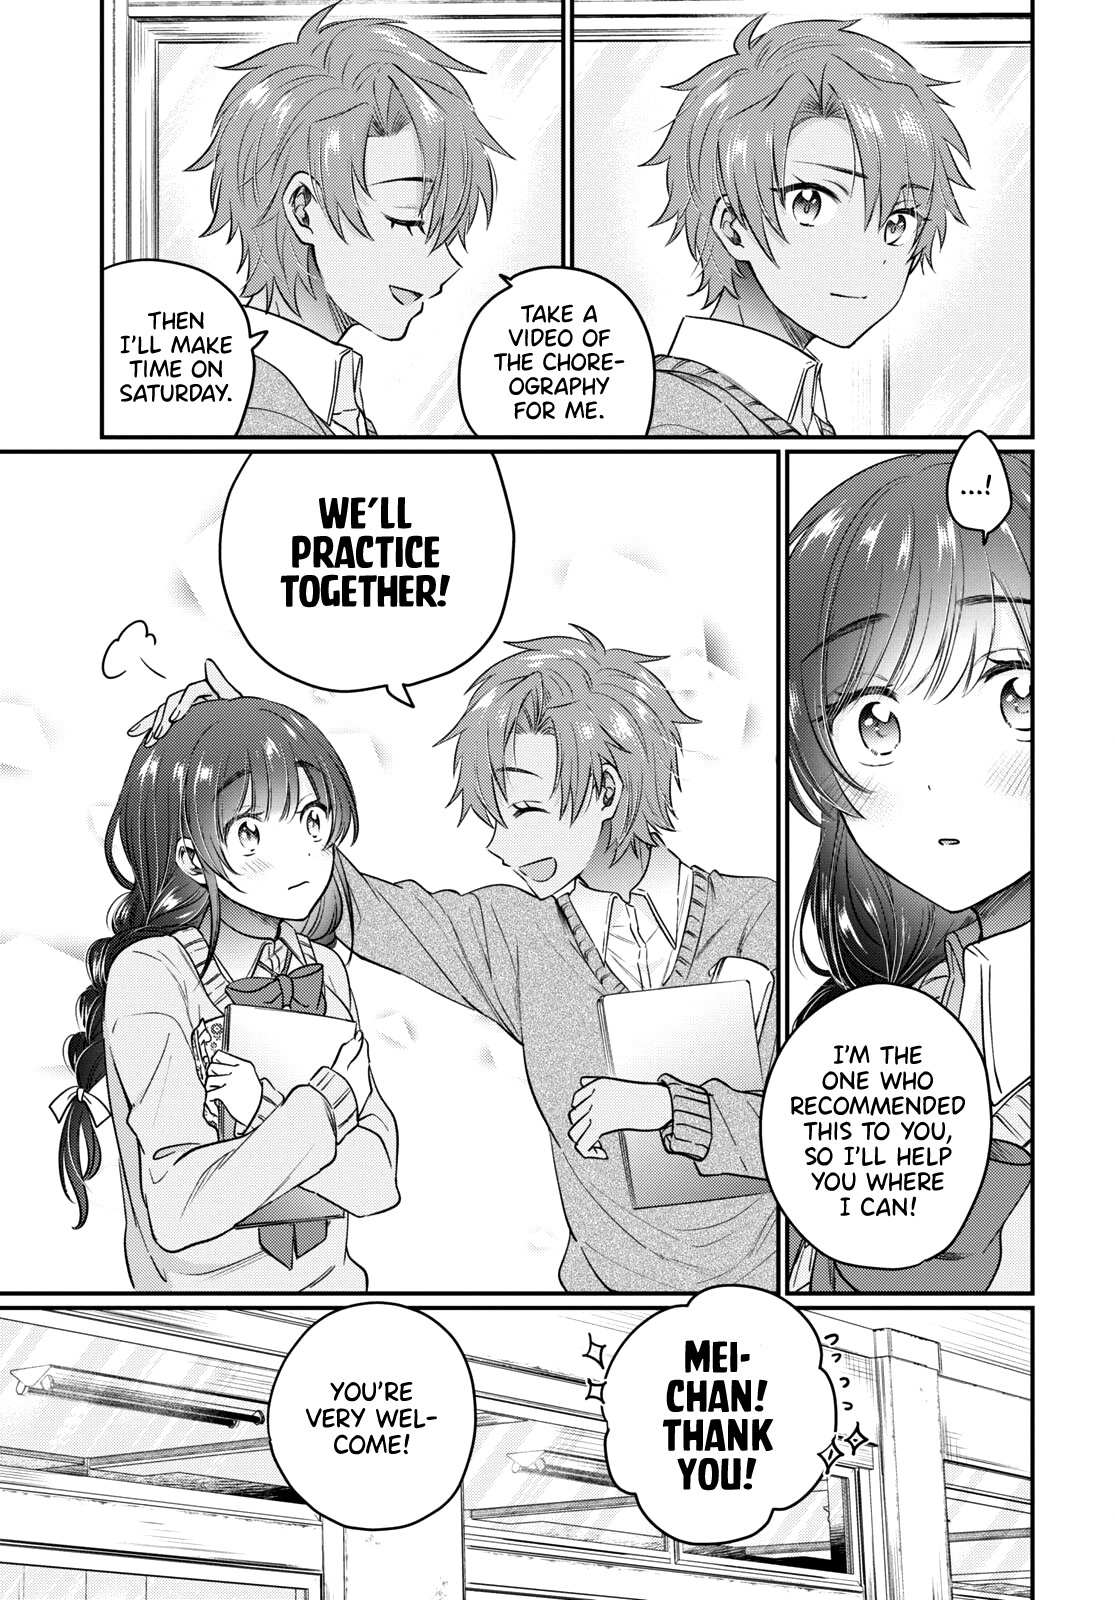 TAKE A
VIDEO OF
THE CHORE-
OGRAPHY
FOR ME.
THEN
I'LL MAKE
TIME ON
SATURDAY.
...!
I'M THE
ONE WHO
RECOMMENDED
THIS TO YOU,
SO I'LL HELP
YOU WHERE
I CAN!
WE'LL
PRACTICE
TOGETHER!
MEI-
CHAN!
THANK
YOU!
YOU'RE
VERY WEL-
COME!